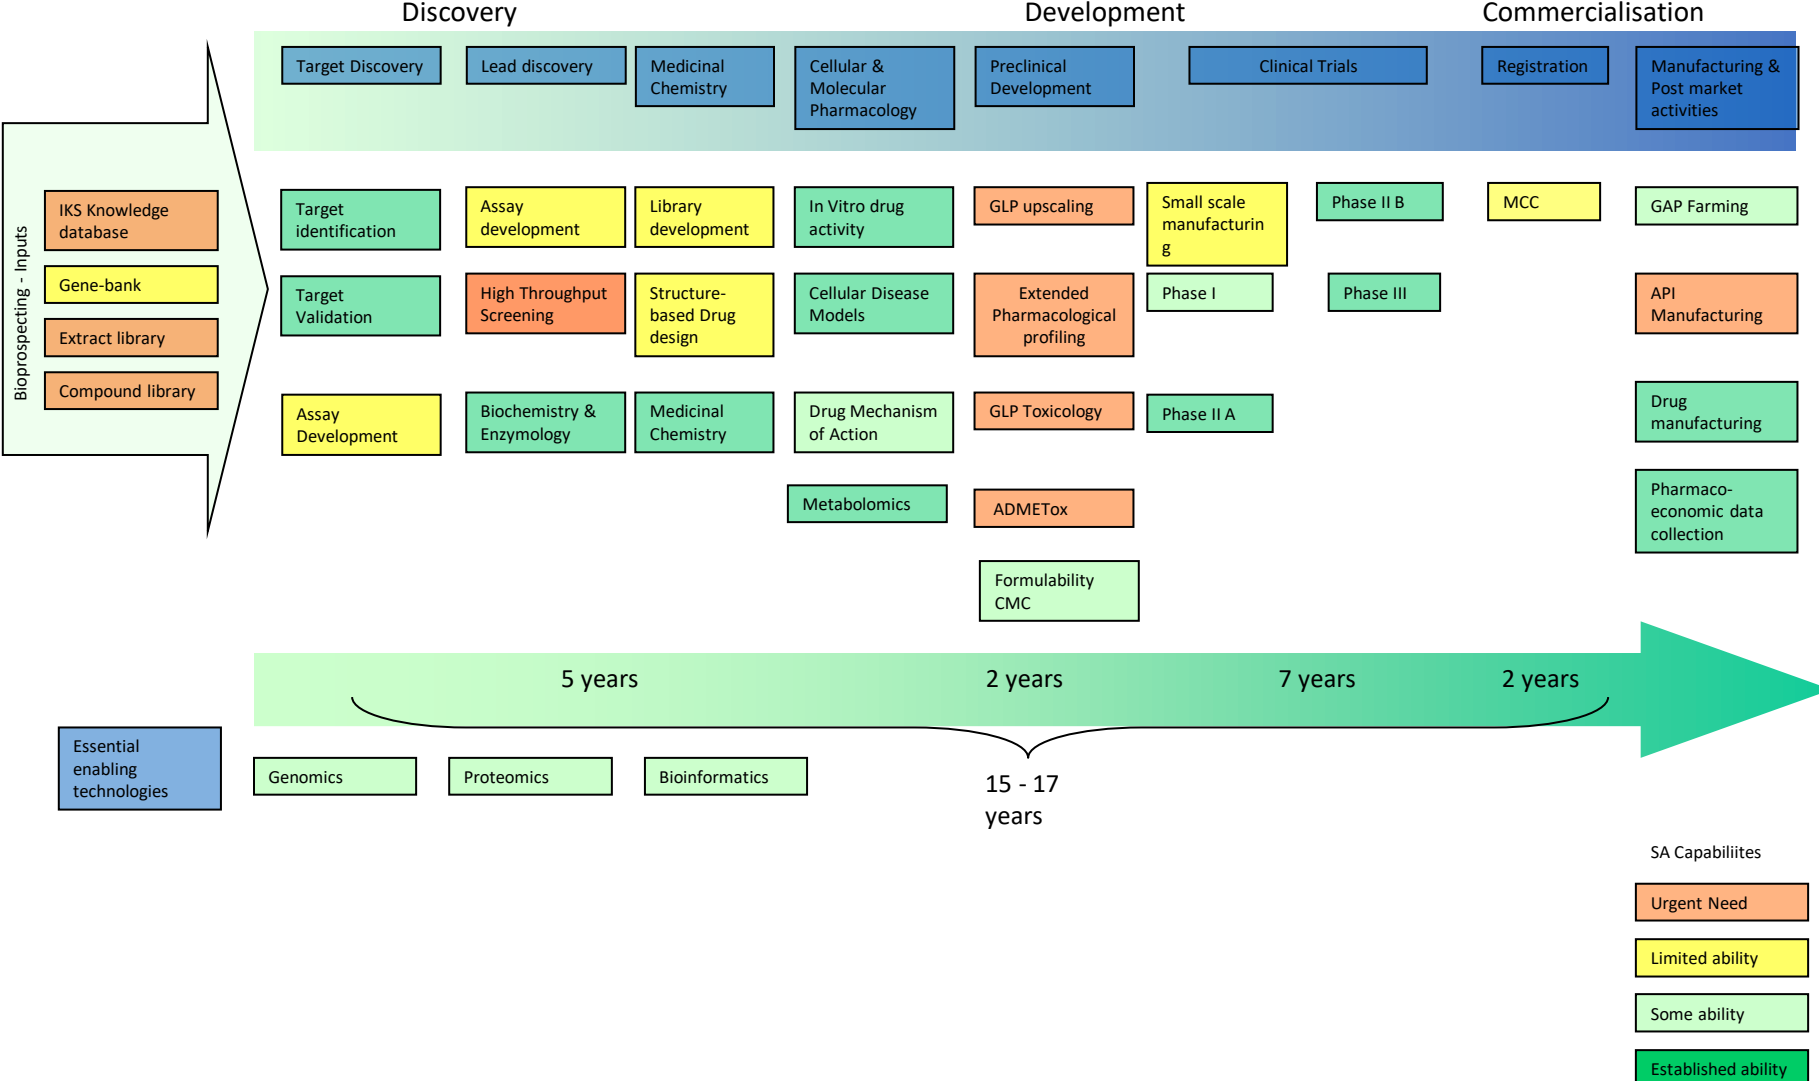 Discovery
Development
Commercialisation
Target Discovery
Lead discovery
Medicinal
Chemistry
Cellular &
Molecular
Pharmacology
Preclinical
Development
Clinical Trials
Registration
Manufacturing &
Post market
activities
Bioprospecting - Inputs
IKS Knowledge
database
Gene-bank
Extract library
Compound library
Target
identification
Target
Validation
Assay
Development
Assay
development
High Throughput
Screening
Biochemistry &
Enzymology
Library
development
Structure-
based Drug
design
Medicinal
Chemistry
In Vitro drug
activity
Cellular Disease
Models
Drug Mechanism
of Action
Metabolomics
GLP upscaling
Extended
Pharmacological
profiling
GLP Toxicology
ADMETox
Formulability
CMC
Small scale
manufacturin
g
Phase I
Phase II A
Phase II B
Phase III
MCC
GAP Farming
API
Manufacturing
Drug
manufacturing
Pharmaco-
economic data
collection
5 years
2 years
7 years
2 years
15 - 17
years
Essential
enabling
technologies
Genomics
Proteomics
Bioinformatics
SA Capabiliites
Urgent Need
Limited ability
Some ability
Established ability